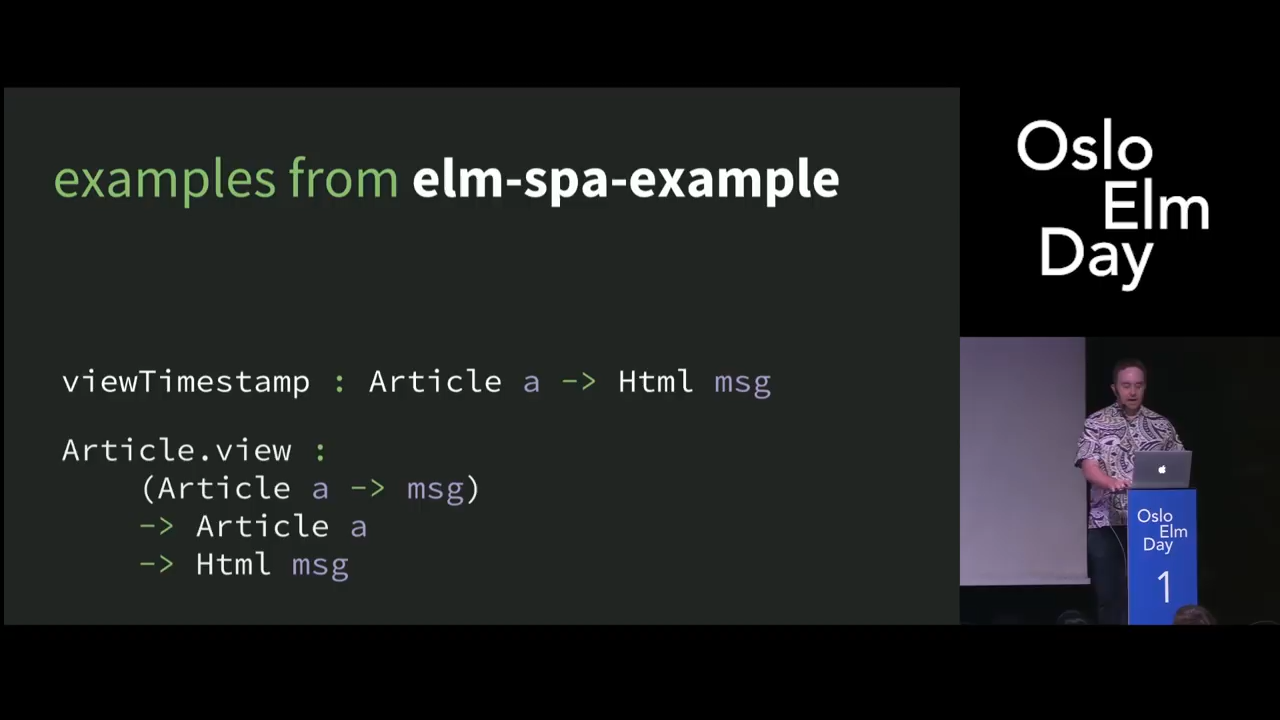 examples from elm-spa-example
viewTimestamp : Article a -> Html msg
Article.view :
(Article a -> msg)
-> Article a
-> Html msg
Oslo
Elm
Day
Oslo
Elm
Day
1